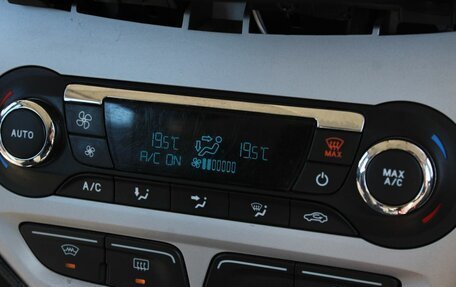 19.5°C 19.5°C
A/C ON
AUTO
MAX
MAX
A/C
A/C